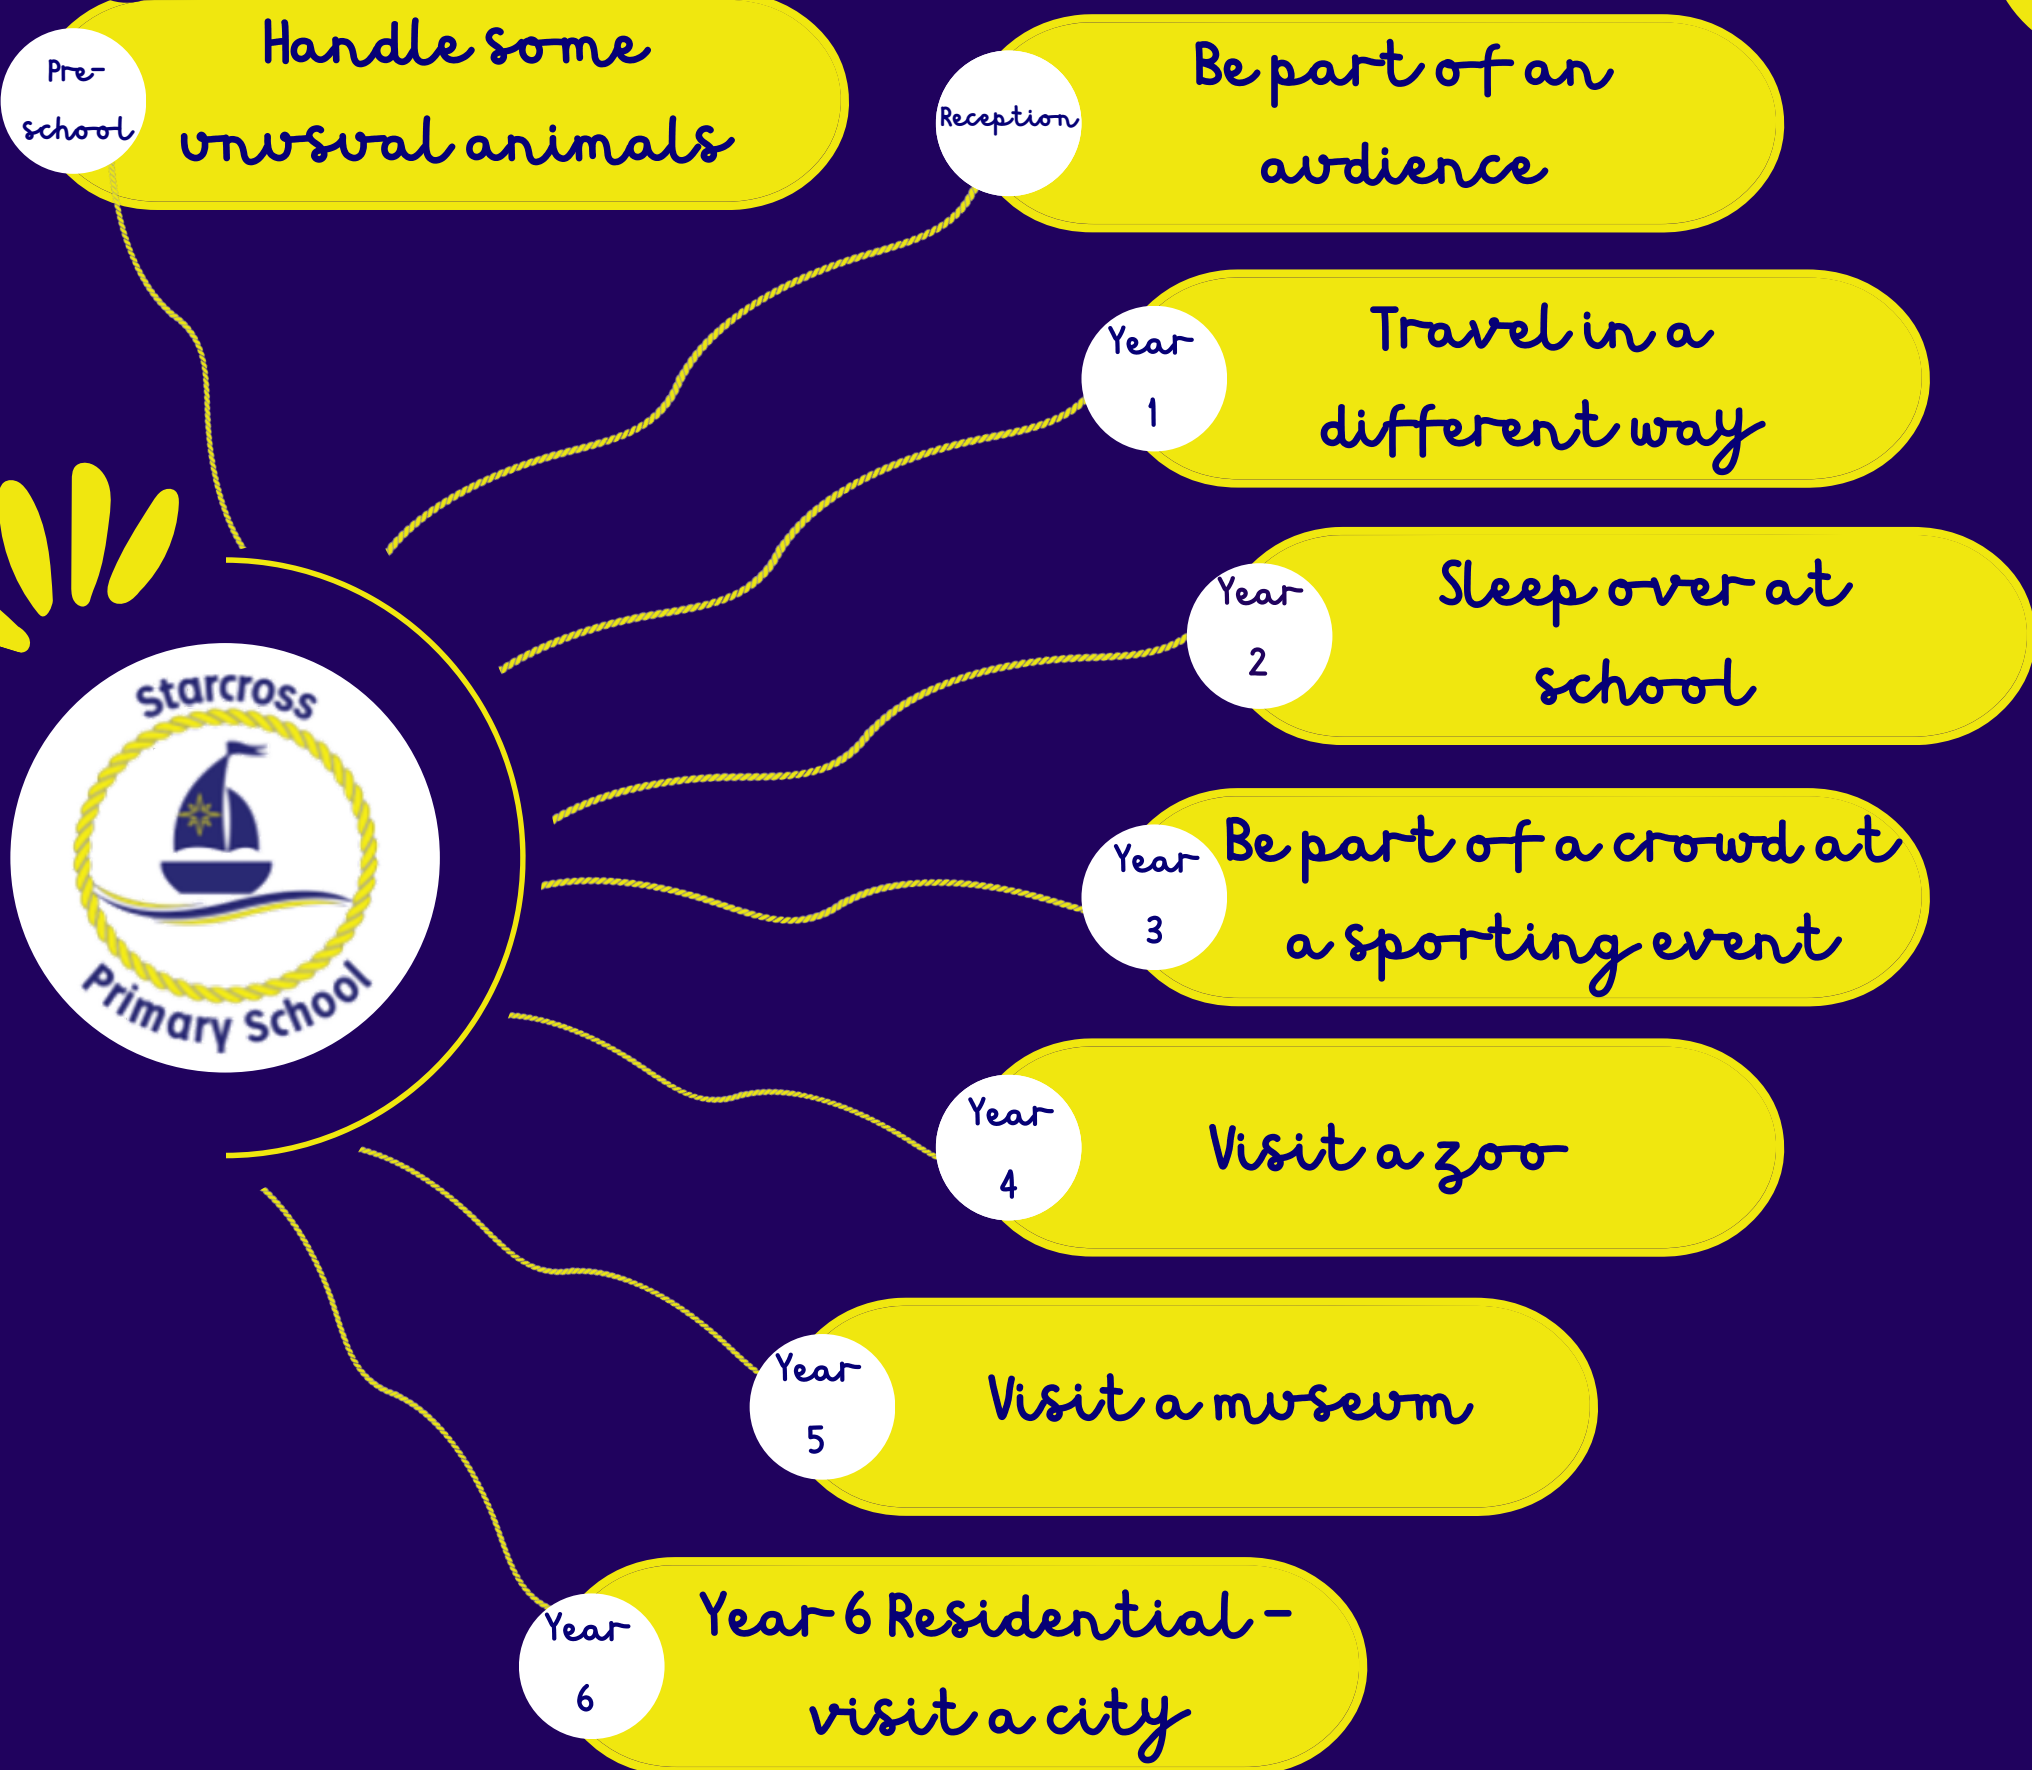 Pre-
school
Handle some
unusual animals
Reception
Be part of an
audience
Year
1
Travel in a
different way
Year
2
Sleep over at
school
Starcross
Primary School
Year
3
Be part of a crowd at
a sporting event
Year
4
Visit a zoo
Year
5
Visit a museum
Year
6
Year 6 Residential -
visit a city